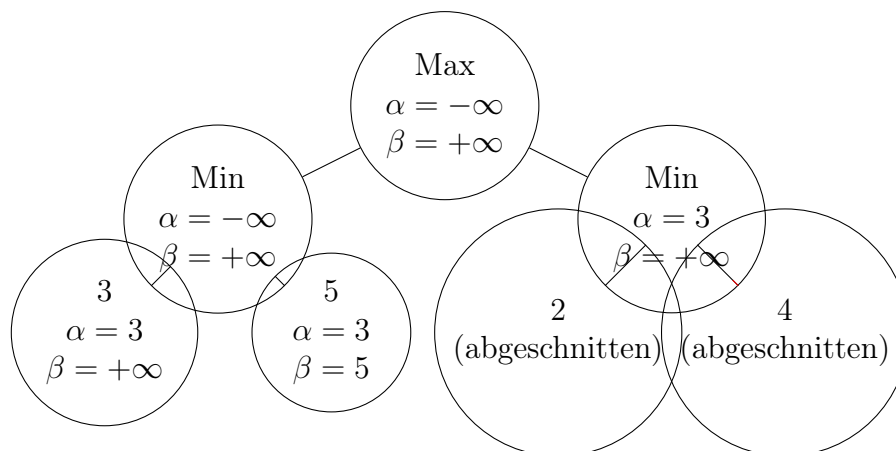 Max
α = −∞
β = +∞
Min
α = −∞
β = +∞
Min
α = 3
β = +∞
3
α = 3
β = +∞
5
α = 3
β = 5
2
(abgeschnitten)
4
(abgeschnitten)